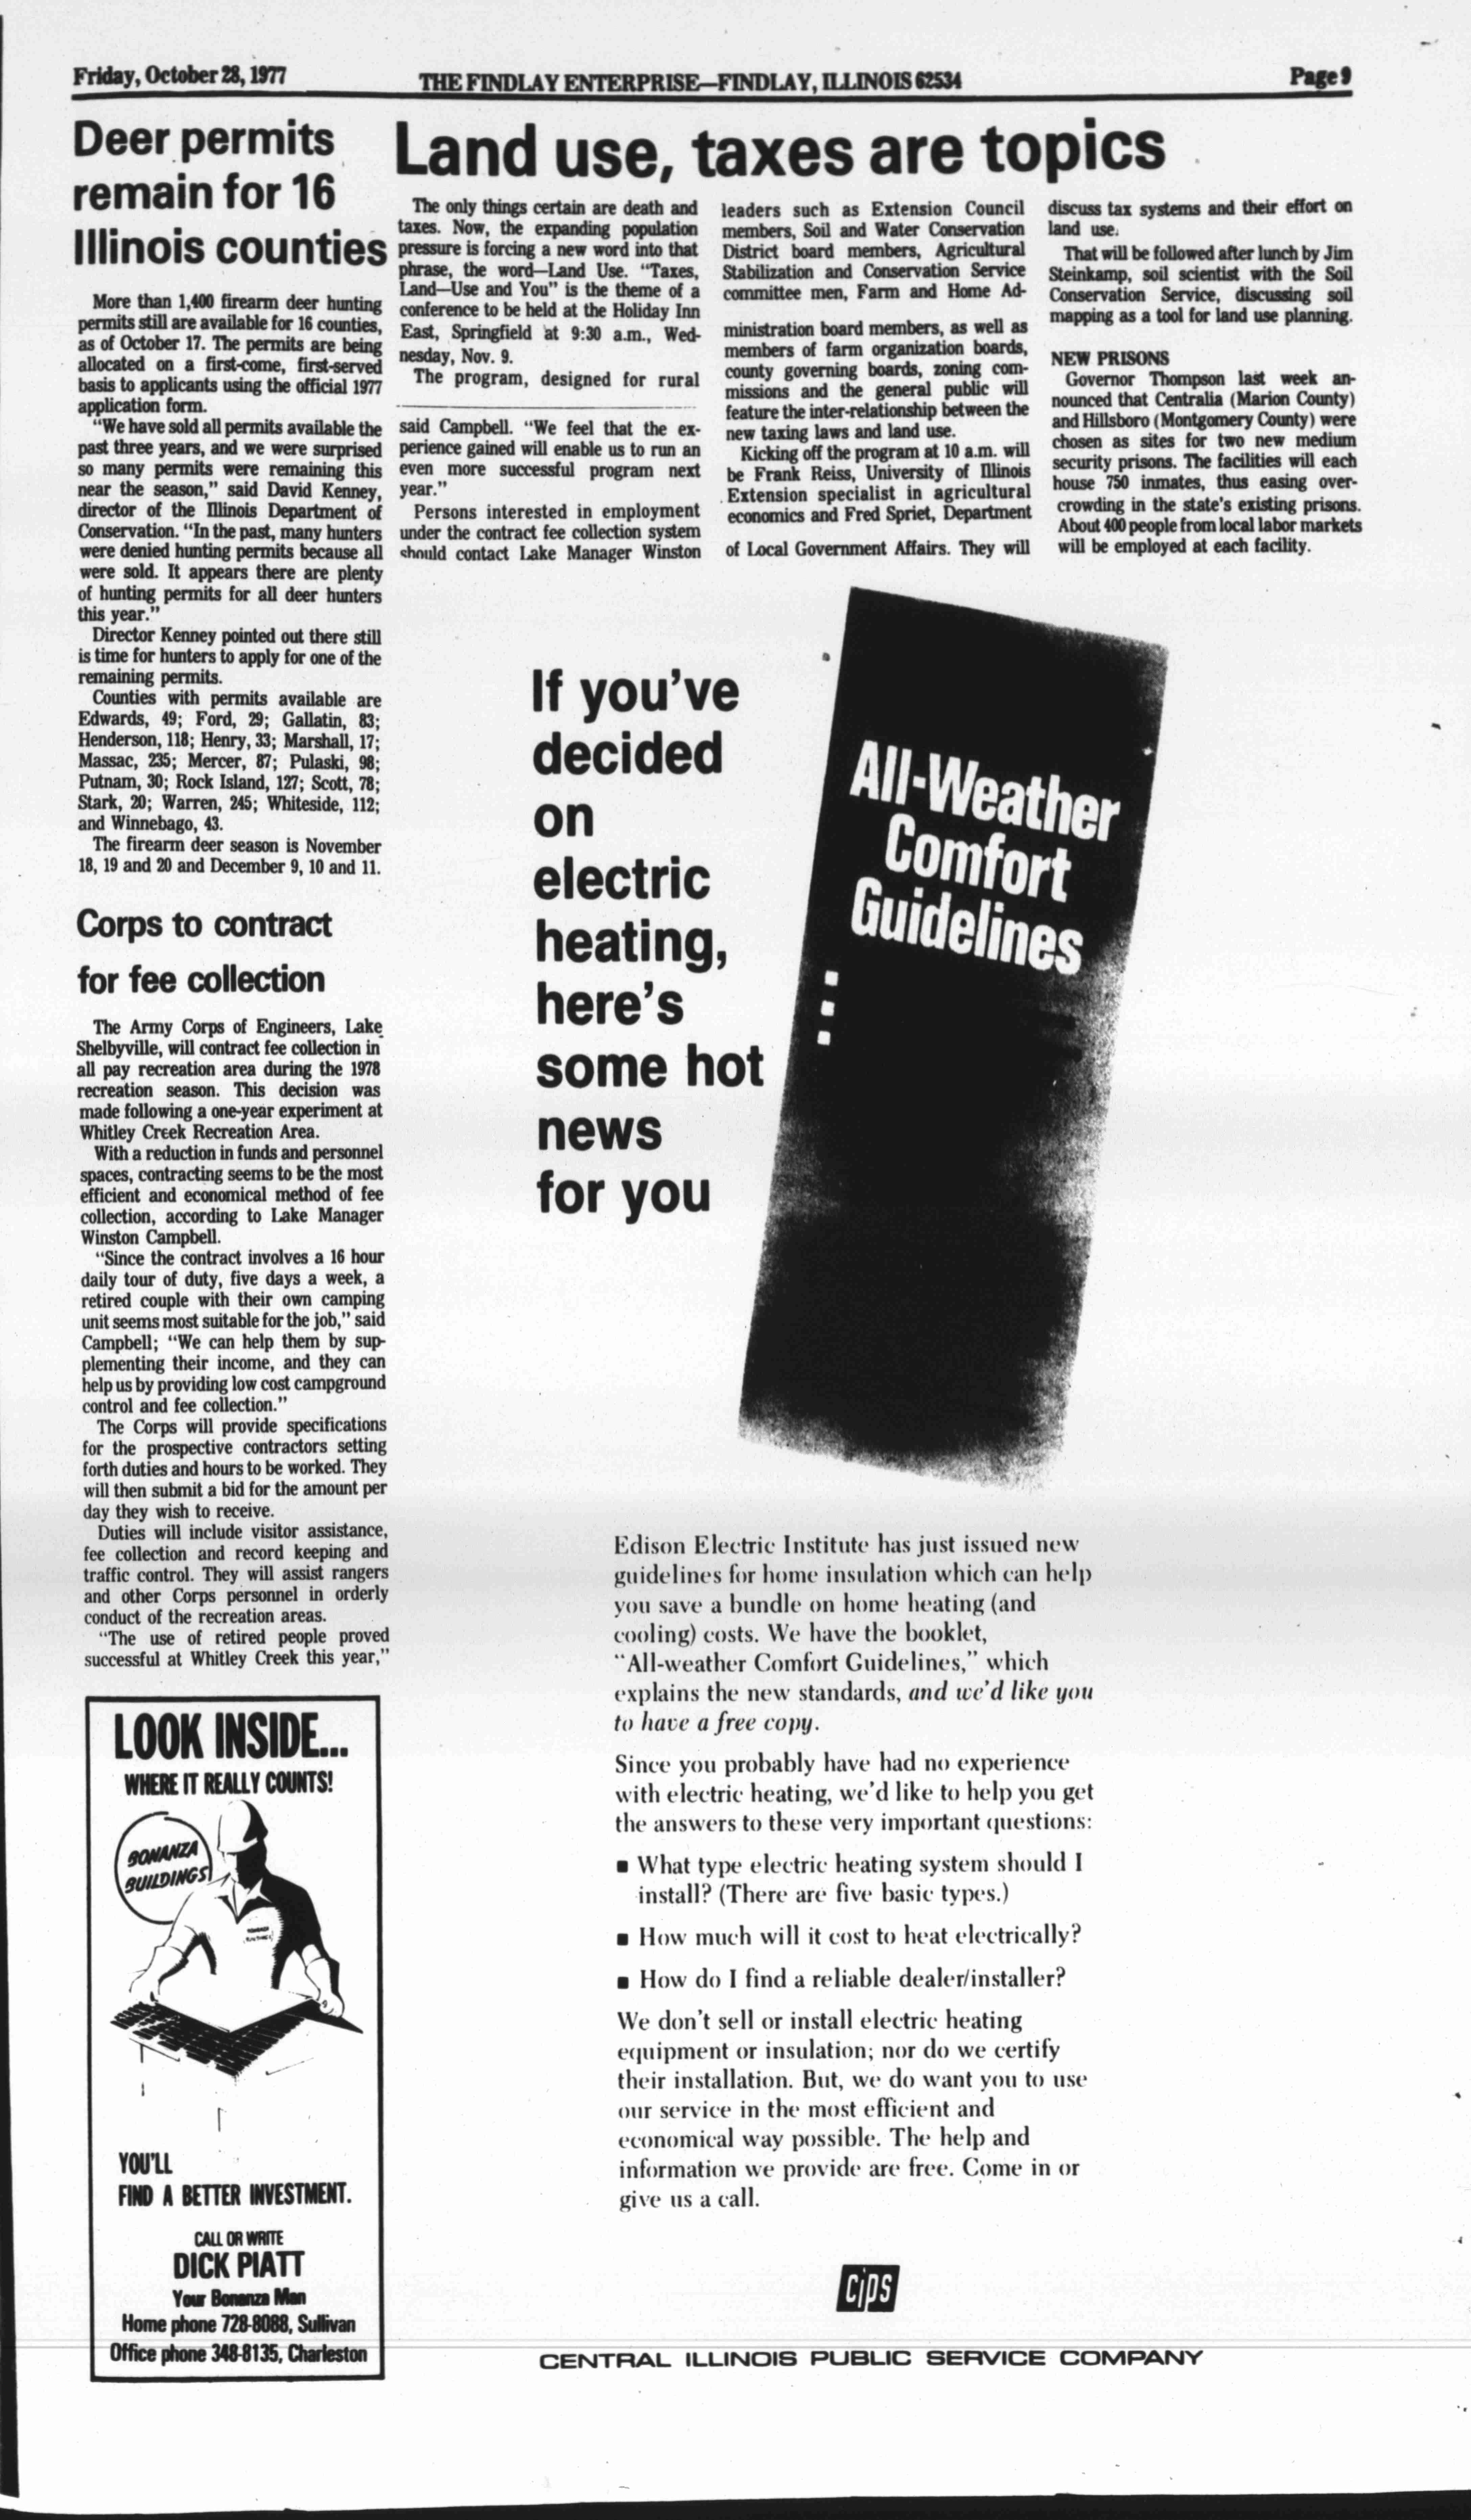 Friday, October 28, 1977
THE FINDLAY ENTERPRISE—FINDLAY, ILLINOIS 62534
Page 9
Deer permits
remain for 16
Illinois counties
More than 1,400 firearm deer hunting
permits still are available for 16 counties,
as of October 17. The permits are being
allocated on a first-come, first-served
basis to applicants using the official 1977
application form.
“We have sold all permits available the
past three years, and we were surprised
so many permits were remaining this
near the season,” said David Kenney,
director of the Illinois Department of
Conservation. “In the past, many hunters
were denied hunting permits because all
were sold. It appears there are plenty
of hunting permits for all deer hunters
this year.”
Director Kenney pointed out there still
is time for hunters to apply for one of the
remaining permits.
Counties with permits available are
Edwards, 49; Ford, 29; Gallatin, 83;
Henderson, 118; Henry, 33; Marshall, 17;
Massac, 235; Mercer, 87; Pulaski, 98;
Putnam, 30; Rock Island, 127; Scott, 78;
Stark, 20; Warren, 245; Whiteside, 112;
and Winnebago, 43.
The firearm deer season is November
18, 19 and 20 and December 9, 10 and 11.
Corps to contract
for fee collection
The Army Corps of Engineers, Lake
Shelbyville, will contract fee collection in
all pay recreation area during the 1978
recreation season. This decision was
made following a one-year experiment at
Whitley Creek Recreation Area.
With a reduction in funds and personnel
spaces, contracting seems to be the most
efficient and economical method of fee
collection, according to Lake Manager
Winston Campbell.
“Since the contract involves a 16 hour
daily tour of duty, five days a week, a
retired couple with their own camping
unit seems most suitable for the job,” said
Campbell; “We can help them by sup-
plementing their income, and they can
help us by providing low cost campground
control and fee collection.”
The Corps will provide specifications
for the prospective contractors setting
forth duties and hours to be worked. They
will then submit a bid for the amount per
day they wish to receive.
Duties will include visitor assistance,
fee collection and record keeping and
traffic control. They will assist rangers
and other Corps personnel in orderly
conduct of the recreation areas.
“The use of retired people proved
successful at Whitley Creek this year,”
said Campbell. “We feel that the ex-
perience gained will enable us to run an
even more successful program next
year.”
Persons interested in employment
under the contract fee collection system
should contact Lake Manager Winston
Land use, taxes are topics
The only things certain are death and
taxes. Now, the expanding population
pressure is forcing a new word into that
phrase, the word—Land Use. “Taxes,
Land—Use and You” is the theme of a
conference to be held at the Holiday Inn
East, Springfield at 9:30 a.m., Wed-
nesday, Nov. 9.
The program, designed for rural
leaders such as Extension Council
members, Soil and Water Conservation
District board members, Agricultural
Stabilization and Conservation Service
committee men, Farm and Home Ad-
ministration board members, as well as
members of farm organization boards,
county governing boards, zoning com-
missions and the general public will
feature the inter-relationship between the
new taxing laws and land use.
Kicking off the program at 10 a.m. will
be Frank Reiss, University of Illinois
Extension specialist in agricultural
economics and Fred Spriet, Department
of Local Government Affairs. They will
discuss tax systems and their effort on
land use.
That will be followed after lunch by Jim
Steinkamp, soil scientist with the Soil
Conservation Service, discussing soil
mapping as a tool for land use planning.
NEW PRISONS
Governor Thompson last week an-
nounced that Centralia (Marion County)
and Hillsboro (Montgomery County) were
chosen as sites for two new medium
security prisons. The facilities will each
house 750 inmates, thus easing over-
crowding in the state's existing prisons.
About 400 people from local labor markets
will be employed at each facility.
If you've
decided
on
electric
heating,
here's
some hot
news
for you
All-Weather
Comfort
Guidelines
Edison Electric Institute has just issued new
guidelines for home insulation which can help
you save a bundle on home heating (and
cooling) costs. We have the booklet,
“All-weather Comfort Guidelines,” which
explains the new standards, and we'd like you
to have a free copy.
Since you probably have had no experience
with electric heating, we'd like to help you get
the answers to these very important questions:
■ What type electric heating system should I
install? (There are five basic types.)
■ How much will it cost to heat electrically?
■ How do I find a reliable dealer/installer?
We don't sell or install electric heating
equipment or insulation; nor do we certify
their installation. But, we do want you to use
our service in the most efficient and
economical way possible. The help and
information we provide are free. Come in or
give us a call.
CIPS
CENTRAL ILLINOIS PUBLIC SERVICE COMPANY
LOOK INSIDE...
WHERE IT REALLY COUNTS!
BONANZA
BUILDINGS
YOU'LL
FIND A BETTER INVESTMENT.
CALL OR WRITE
DICK PIATT
Your Bonanza Man
Home phone 728-8088, Sullivan
Office phone 348-8135, Charleston